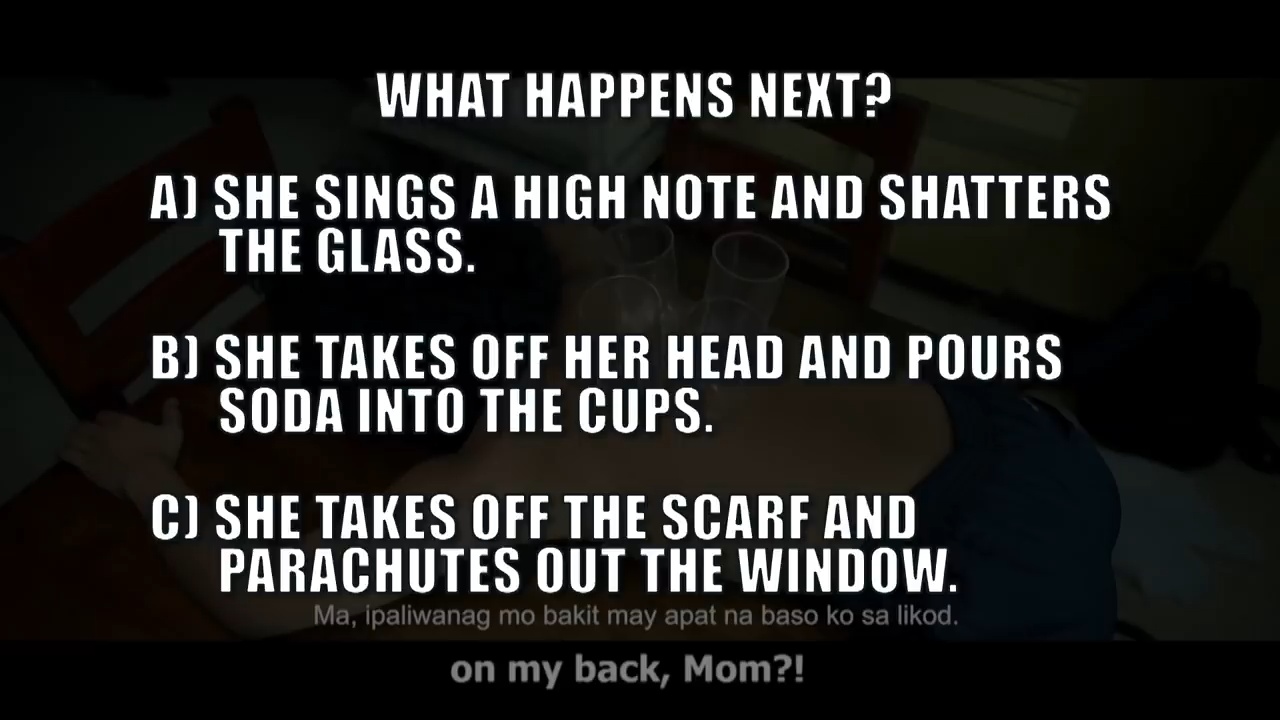 WHAT HAPPENS NEXT?
A) SHE SINGS A HIGH NOTE AND SHATTERS
THE GLASS.
B) SHE TAKES OFF HER HEAD AND POURS
SODA INTO THE CUPS.
C) SHE TAKES OFF THE SCARF AND
PARACHUTES OUT THE WINDOW.
Ma, ipaliwanag mo bakit may apat na baso ko sa likod.
on my back, Mom?!